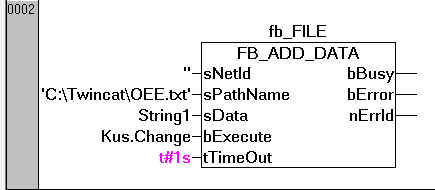 0002
fb_FILE
FB_ADD_DATA
''-sNetId bBusy
'C:\Twincat\OEE.txt'-sPathName bError
String1-sData nErrId
Kus.Change-bExecute
t#1s-tTimeOut